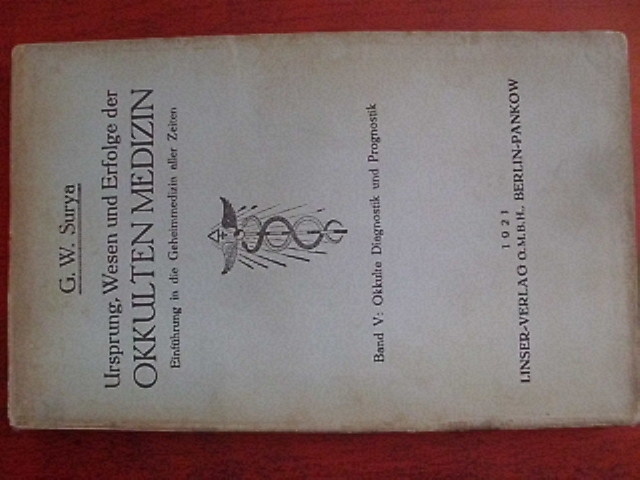 G. W. Surya
Ursprung, Wesen und Erfolge der
OKKULTEN MEDIZIN
Einführung in die Geheimmedizin aller Zeiten
Band V: Okkulte Diagnostik und Prognostik
1921
LINSER-VERLAG G.M.B.H., BERLIN-PANKOW